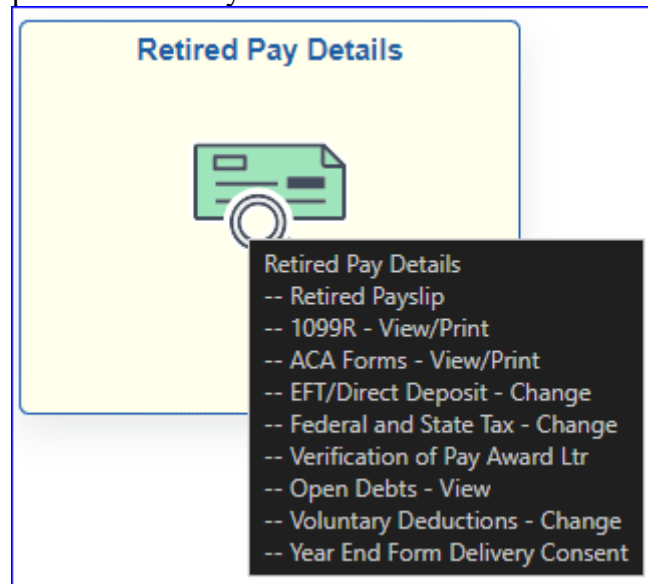 Retired Pay Details
Retired Pay Details
-- Retired Payslip
-- 1099R - View/Print
-- ACA Forms - View/Print
-- EFT/Direct Deposit - Change
-- Federal and State Tax - Change
-- Verification of Pay Award Ltr
-- Open Debts - View
-- Voluntary Deductions - Change
-- Year End Form Delivery Consent